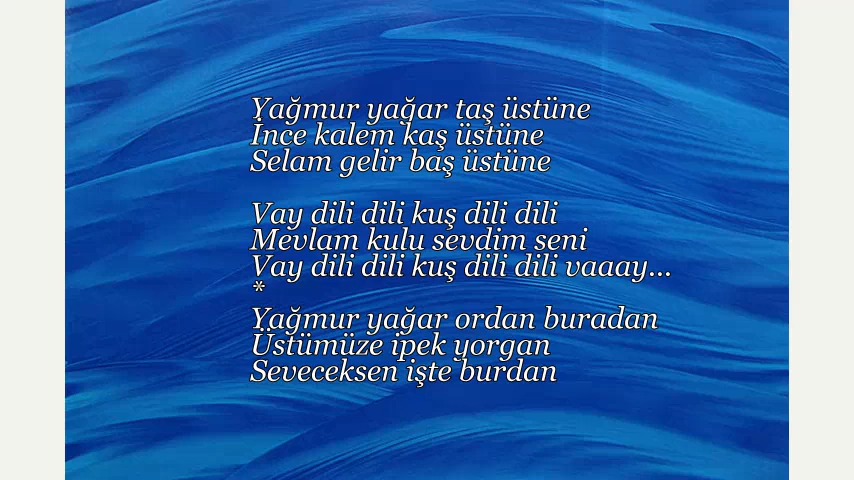 Yağmur yağar taş üstüne
İnce kalem kaş üstüne
Selam gelir baş üstüne
Vay dili dili kuş dili dili
Mevlam kulu sevdim seni
Vay dili dili kuş dili dili vaaay...
*
Yağmur yağar ordan buradan
Üstümüze ipek yorgan
Seveceksen işte burdan